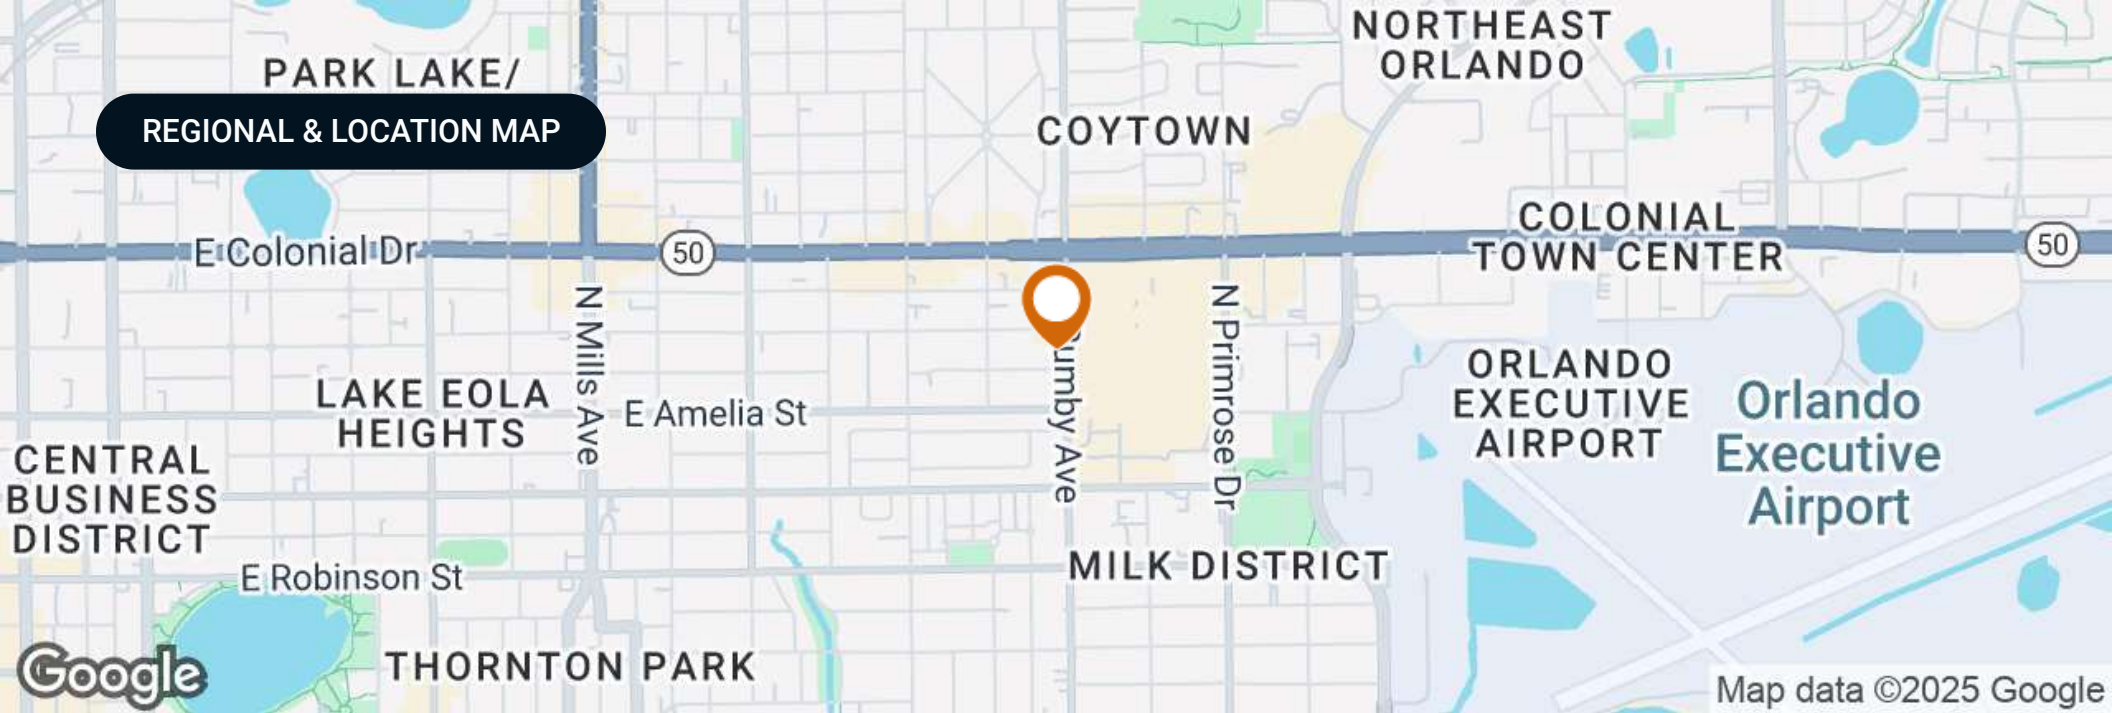 NORTHEAST
ORLANDO
PARK LAKE/
REGIONAL & LOCATION MAP
COYTOWN
COLONIAL
TOWN CENTER
E Colonial Dr
50
50
N Mills Ave
N Primrose Dr
umby Ave
ORLANDO
EXECUTIVE
AIRPORT
Orlando
Executive
Airport
LAKE EOLA
HEIGHTS
E Amelia St
CENTRAL
BUSINESS
DISTRICT
MILK DISTRICT
E Robinson St
THORNTON PARK
Google
Map data ©2025 Google